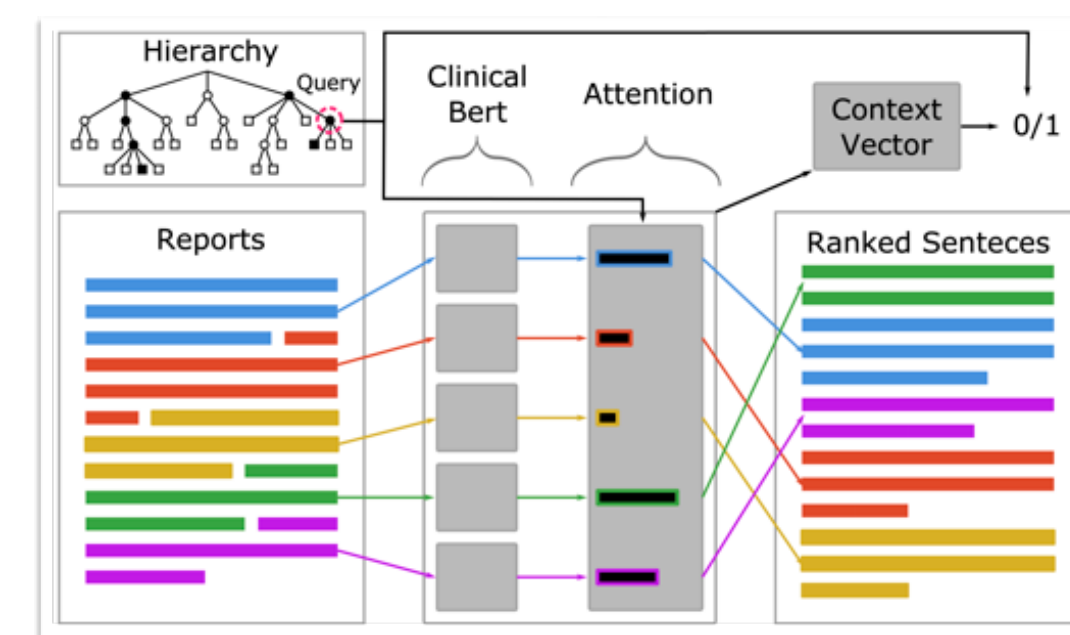 Hierarchy
Query
Clinical
Bert
Attention
Context
Vector
0/1
Reports
Ranked Senteces